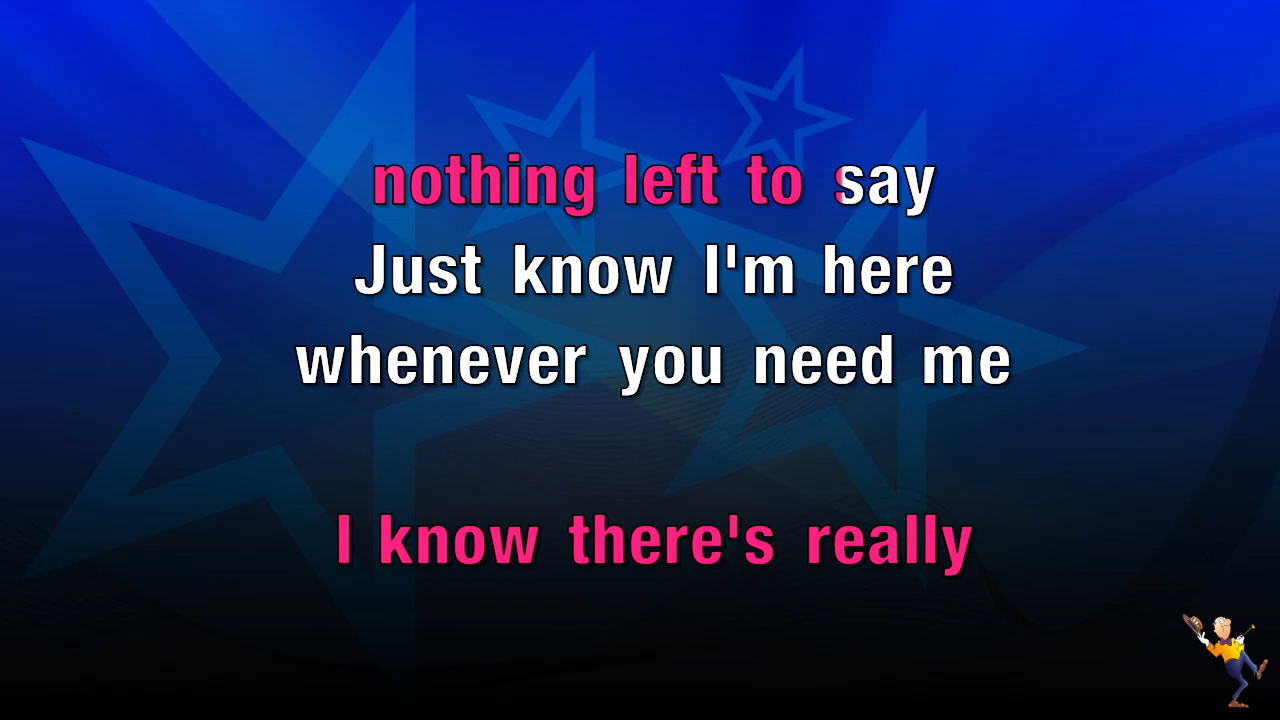 nothing left to say
Just know I'm here
whenever you need me
I know there's really